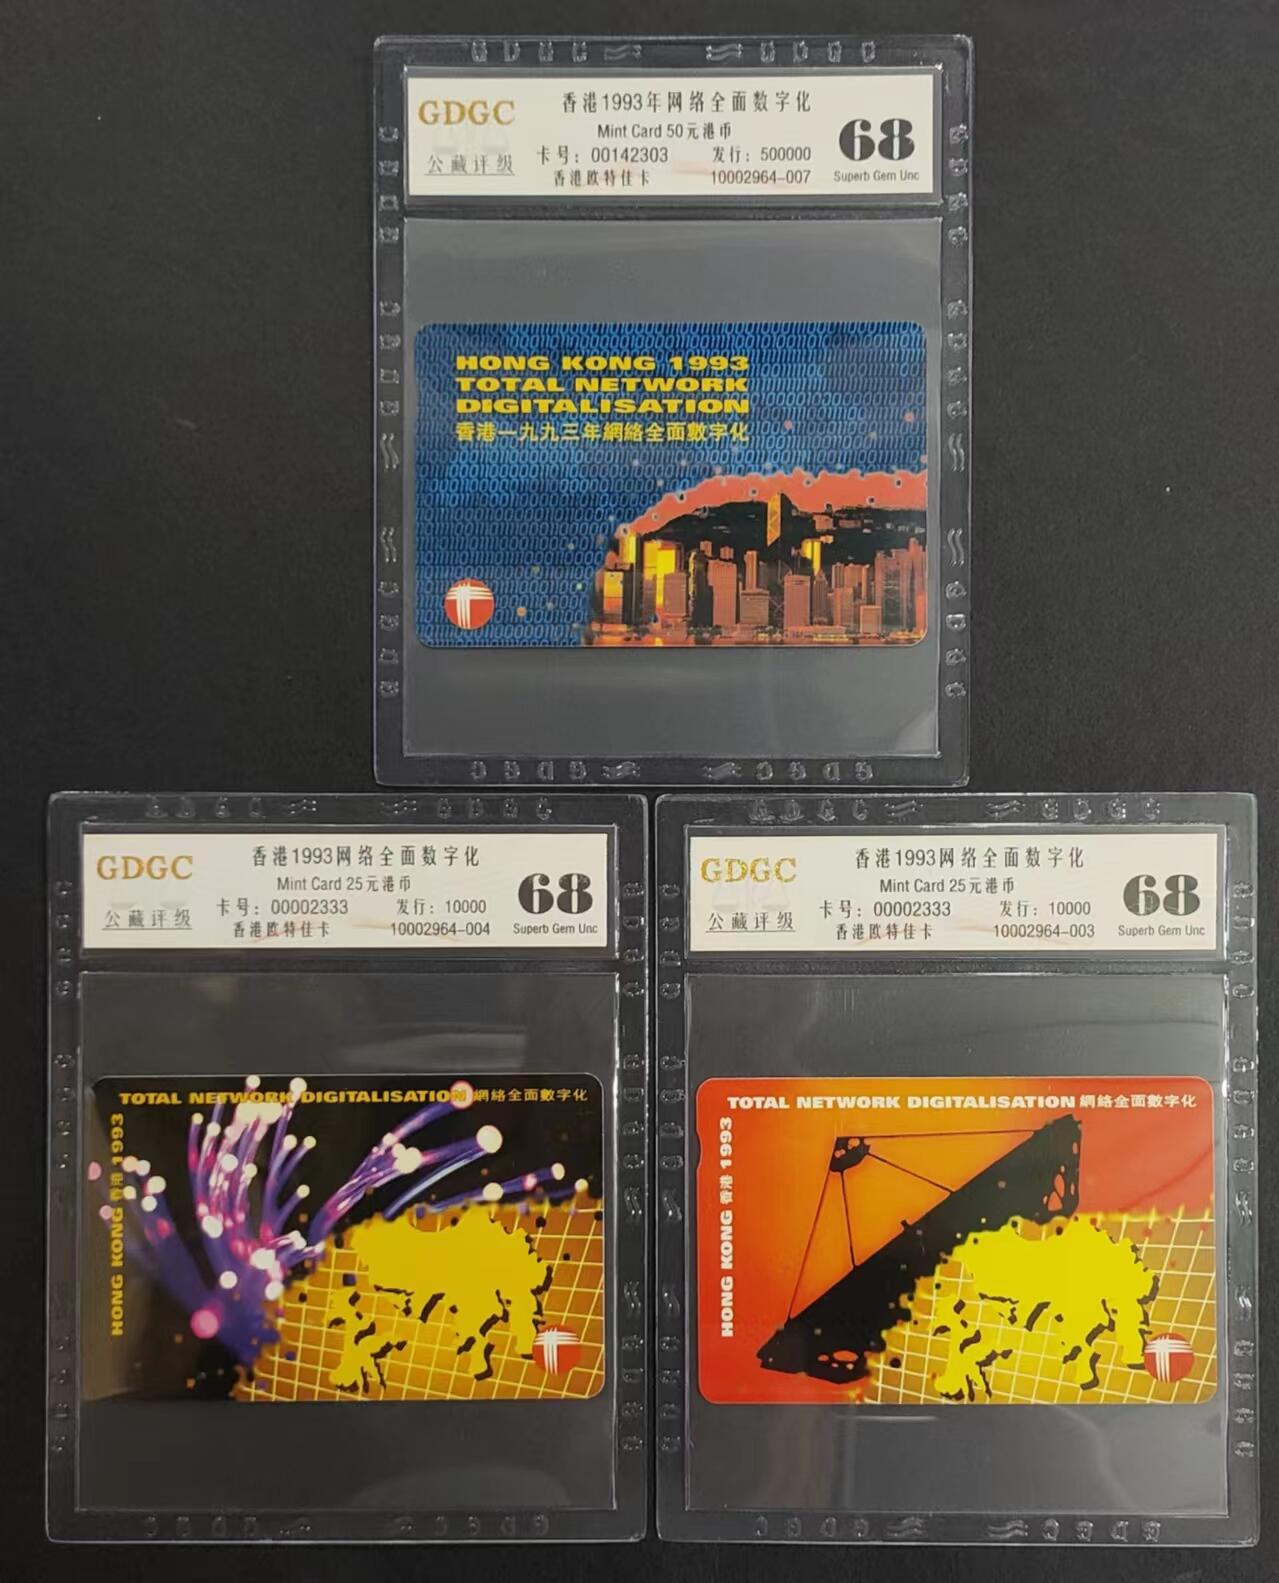 GDGC
公藏评级
香港1993年网络全面数字化
Mint Card 50元港币
卡号：00142303 发行：500000
香港欧特佳卡 10002964-007
68
Superb Gem Unc
HONG KONG 1993
TOTAL NETWORK
DIGITALISATION
香港一九九三年網絡全面數字化
GDGC
公藏评级
香港1993网络全面数字化
Mint Card 25元港币
卡号：00002333 发行：10000
香港欧特佳卡 10002964-004
68
Superb Gem Unc
TOTAL NETWORK DIGITALISATION 網絡全面數字化
HONG KONG 香港 1993
GDGC
公藏评级
香港1993网络全面数字化
Mint Card 25元港币
卡号：00002333 发行：10000
香港欧特佳卡 10002964-003
68
Superb Gem Unc
TOTAL NETWORK DIGITALISATION 網絡全面數字化
HONG KONG 香港 1993